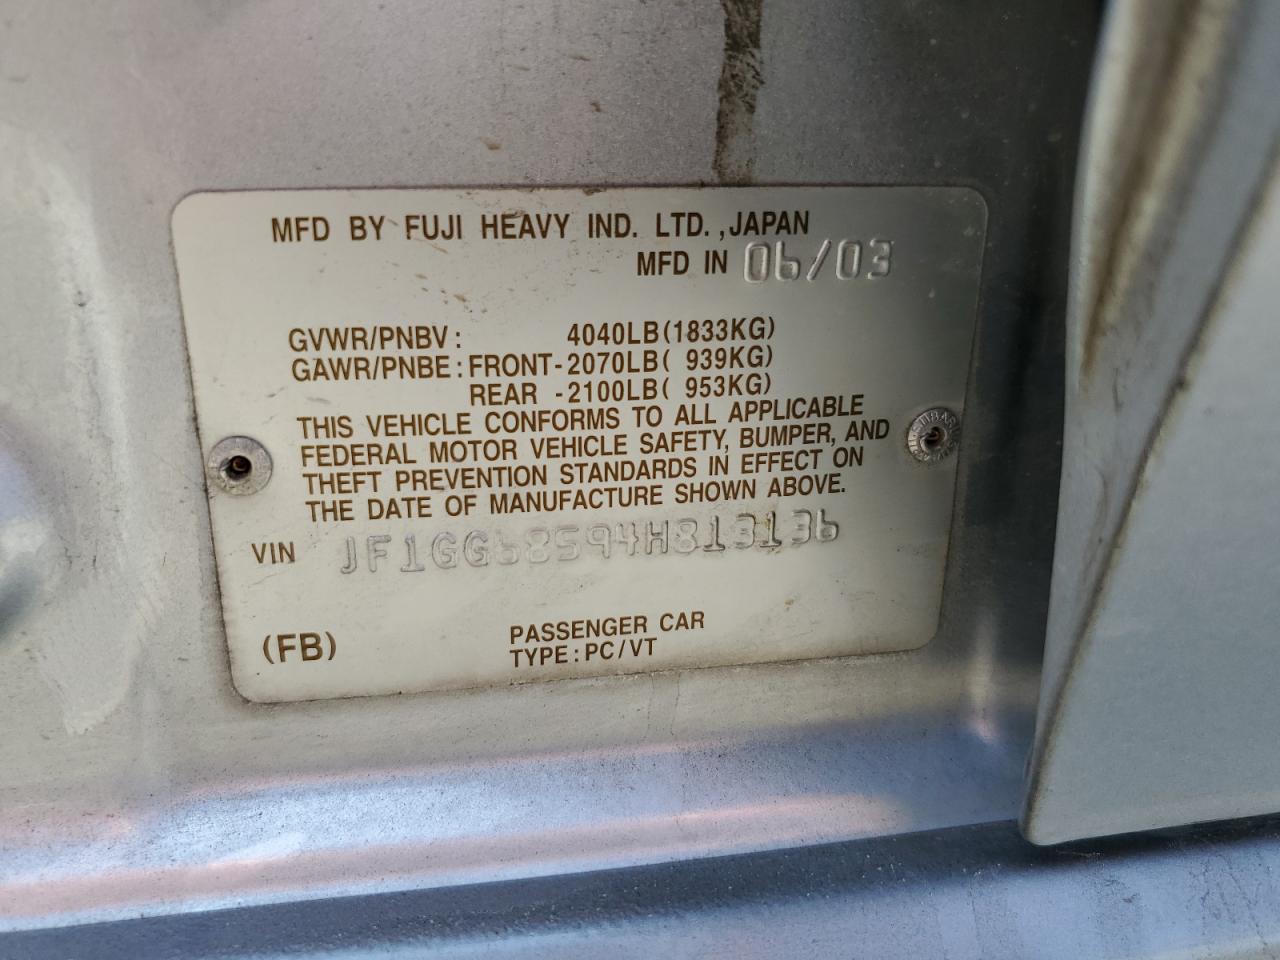 MFD BY FUJI HEAVY IND. LTD., JAPAN
MFD IN 06/03
GVWR/PNBV: 4040LB(1833KG)
GAWR/PNBE: FRONT-2070LB( 939KG)
REAR -2100LB( 953KG)
THIS VEHICLE CONFORMS TO ALL APPLICABLE
FEDERAL MOTOR VEHICLE SAFETY, BUMPER, AND
THEFT PREVENTION STANDARDS IN EFFECT ON
THE DATE OF MANUFACTURE SHOWN ABOVE.
VIN JF1GG68594H813136
(FB) PASSENGER CAR
TYPE: PC/VT